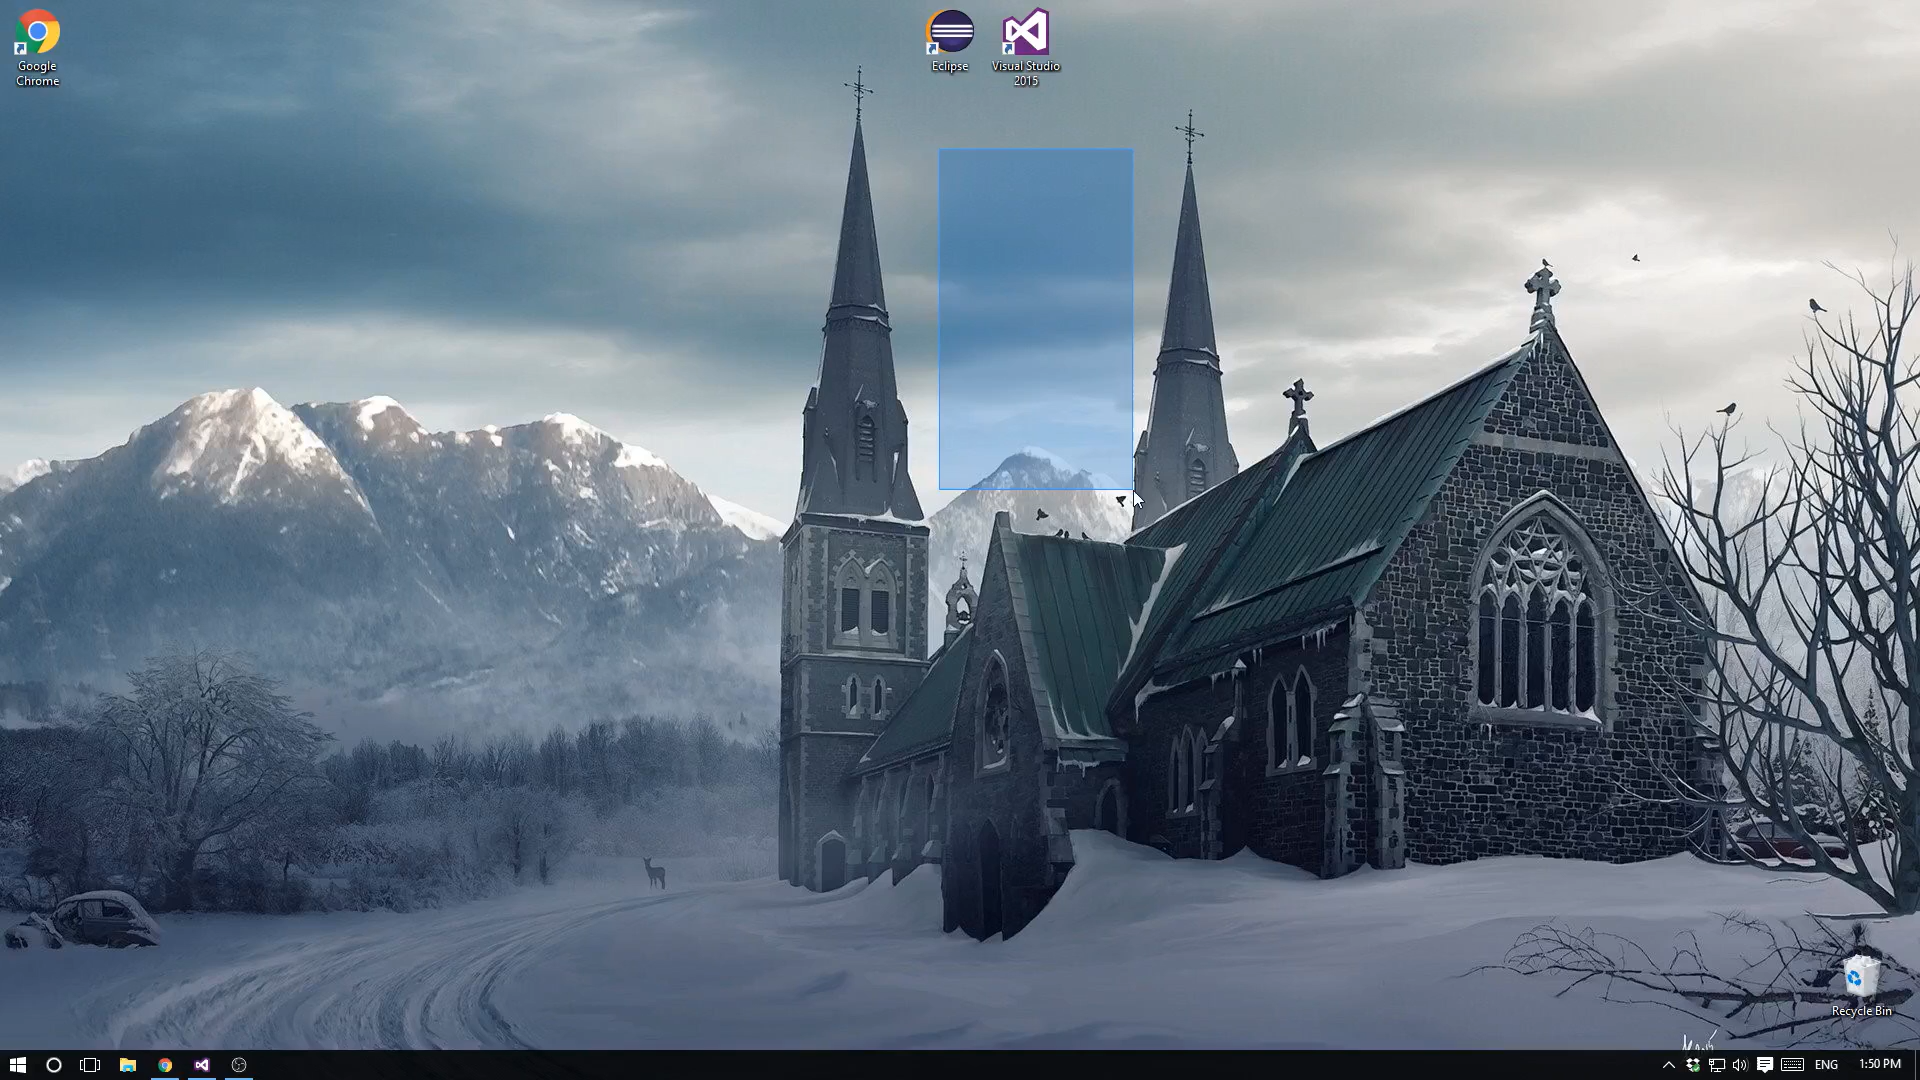 Google
Chrome
Eclipse
Visual Studio
2015
Recycle Bin
ENG
1:50 PM